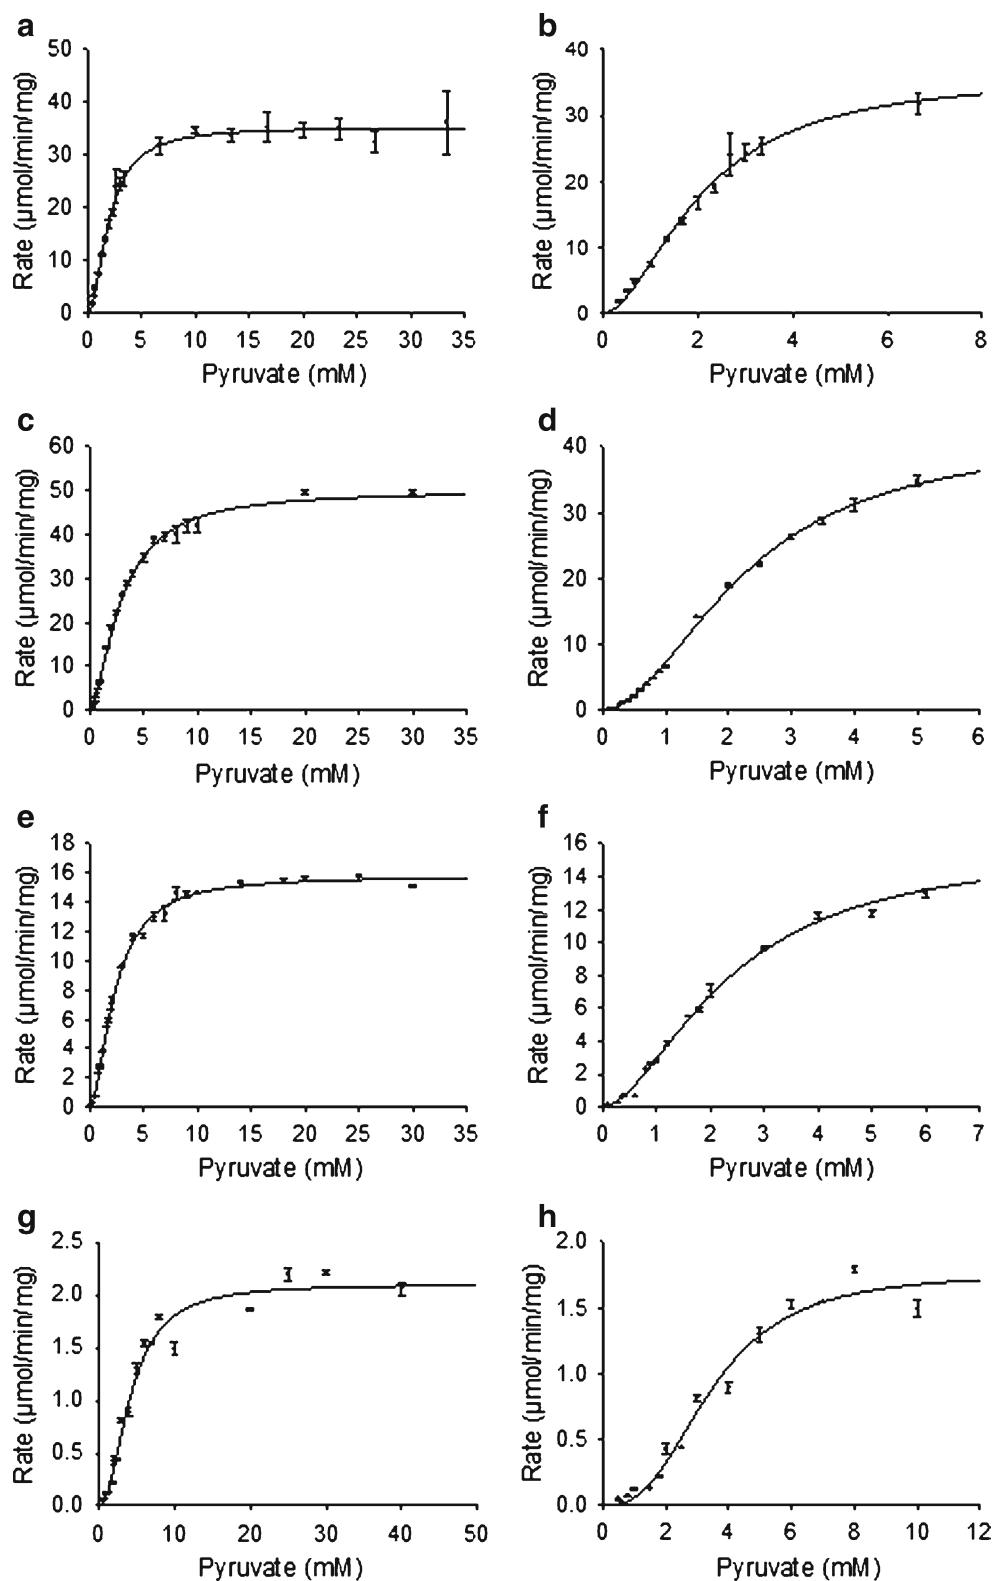 a
50
40
30
20
10
0
Rate (µmol/min/mg)
0 5 10 15 20 25 30 35
Pyruvate (mM)
b
40
30
20
10
0
Rate (µmol/min/mg)
0 2 4 6 8
Pyruvate (mM)
c
60
50
40
30
20
10
0
Rate (µmol/min/mg)
0 5 10 15 20 25 30 35
Pyruvate (mM)
d
40
30
20
10
0
Rate (µmol/min/mg)
0 1 2 3 4 5 6
Pyruvate (mM)
e
18
16
14
12
10
8
6
4
2
0
Rate (µmol/min/mg)
0 5 10 15 20 25 30 35
Pyruvate (mM)
f
16
14
12
10
8
6
4
2
0
Rate (µmol/min/mg)
0 1 2 3 4 5 6 7
Pyruvate (mM)
g
2.5
2.0
1.5
1.0
0.5
0.0
Rate (µmol/min/mg)
0 10 20 30 40 50
Pyruvate (mM)
h
2.0
1.5
1.0
0.5
0.0
Rate (µmol/min/mg)
0 2 4 6 8 10 12
Pyruvate (mM)